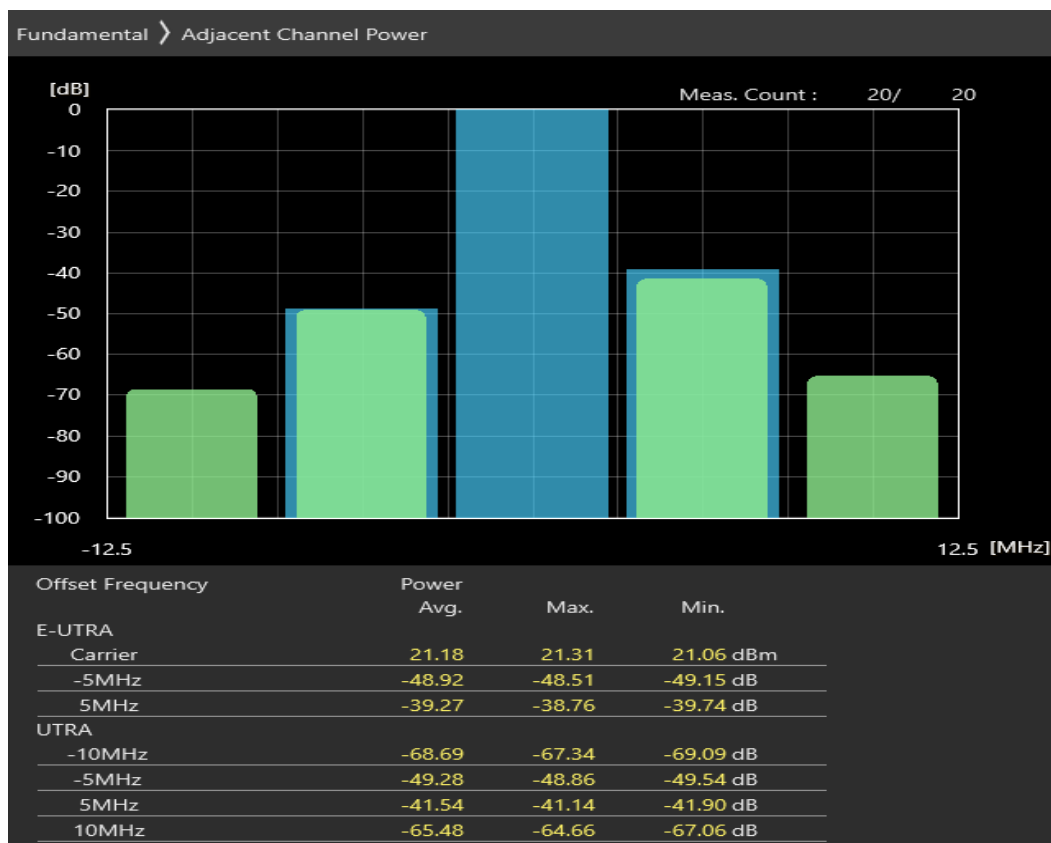 Fundamental 〉 Adjacent Channel Power
[dB]
Meas. Count : 20/ 20
0
-10
-20
-30
-40
-50
-60
-70
-80
-90
-100
-12.5 12.5 [MHz]
Offset Frequency Power
Avg. Max. Min.
E-UTRA
Carrier 21.18 21.31 21.06 dBm
-5MHz -48.92 -48.51 -49.15 dB
5MHz -39.27 -38.76 -39.74 dB
UTRA
-10MHz -68.69 -67.34 -69.09 dB
-5MHz -49.28 -48.86 -49.54 dB
5MHz -41.54 -41.14 -41.90 dB
10MHz -65.48 -64.66 -67.06 dB